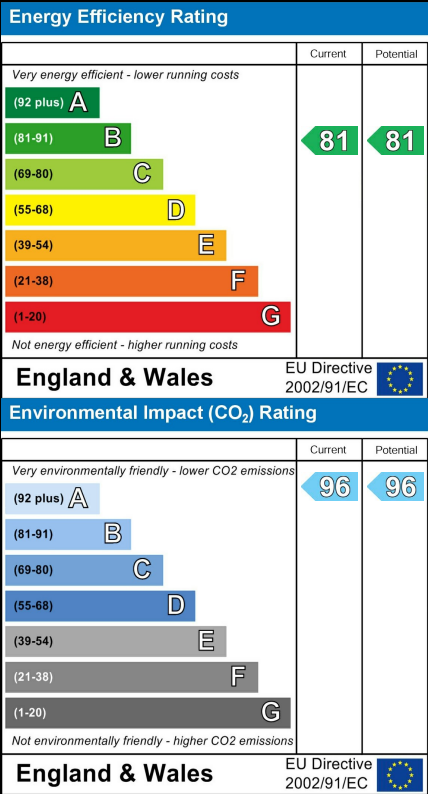 Energy Efficiency Rating
Current Potential
Very energy efficient - lower running costs
(92 plus) A
(81-91) B 81 81
(69-80) C
(55-68) D
(39-54) E
(21-38) F
(1-20) G
Not energy efficient - higher running costs
England & Wales
EU Directive
2002/91/EC
Environmental Impact (CO₂) Rating
Current Potential
Very environmentally friendly - lower CO2 emissions
(92 plus) A 96 96
(81-91) B
(69-80) C
(55-68) D
(39-54) E
(21-38) F
(1-20) G
Not environmentally friendly - higher CO2 emissions
England & Wales
EU Directive
2002/91/EC